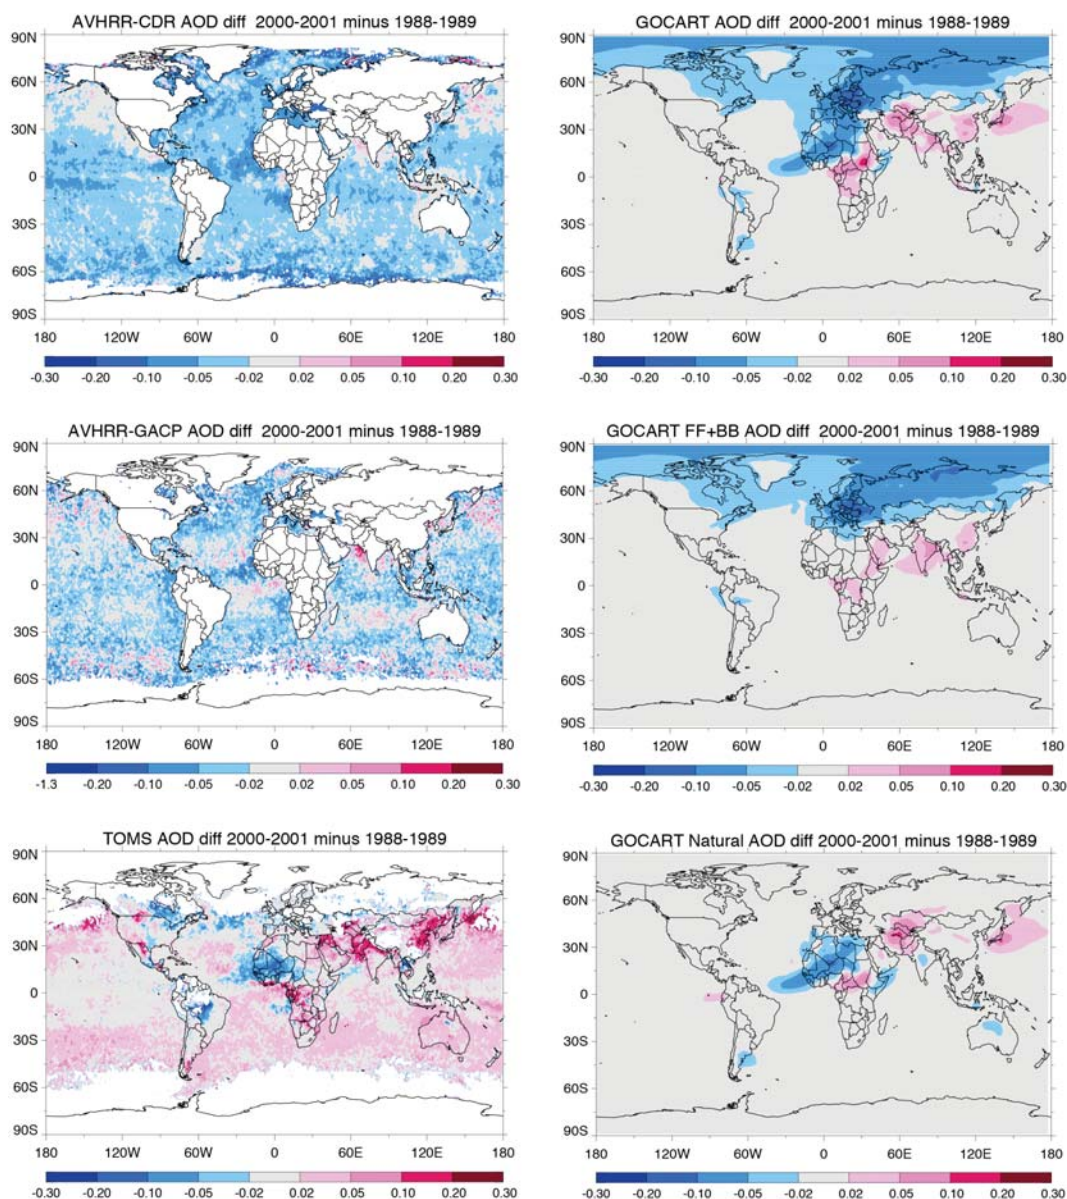 AVHRR-CDR AOD diff 2000-2001 minus 1988-1989
90N
60N
30N
0
30S
60S
90S
180 120W 60W 0 60E 120E 180
-0.30 -0.20 -0.10 -0.05 -0.02 0.02 0.05 0.10 0.20 0.30
GOCART AOD diff 2000-2001 minus 1988-1989
90N
60N
30N
0
30S
60S
90S
180 120W 60W 0 60E 120E 180
-0.30 -0.20 -0.10 -0.05 -0.02 0.02 0.05 0.10 0.20 0.30
AVHRR-GACP AOD diff 2000-2001 minus 1988-1989
90N
60N
30N
0
30S
60S
90S
180 120W 60W 0 60E 120E 180
-1.3 -0.20 -0.10 -0.05 -0.02 0.02 0.05 0.10 0.20 0.30
GOCART FF+BB AOD diff 2000-2001 minus 1988-1989
90N
60N
30N
0
30S
60S
90S
180 120W 60W 0 60E 120E 180
-0.30 -0.20 -0.10 -0.05 -0.02 0.02 0.05 0.10 0.20 0.30
TOMS AOD diff 2000-2001 minus 1988-1989
90N
60N
30N
0
30S
60S
90S
180 120W 60W 0 60E 120E 180
-0.30 -0.20 -0.10 -0.05 -0.02 0.02 0.05 0.10 0.20 0.30
GOCART Natural AOD diff 2000-2001 minus 1988-1989
90N
60N
30N
0
30S
60S
90S
180 120W 60W 0 60E 120E 180
-0.30 -0.20 -0.10 -0.05 -0.02 0.02 0.05 0.10 0.20 0.30